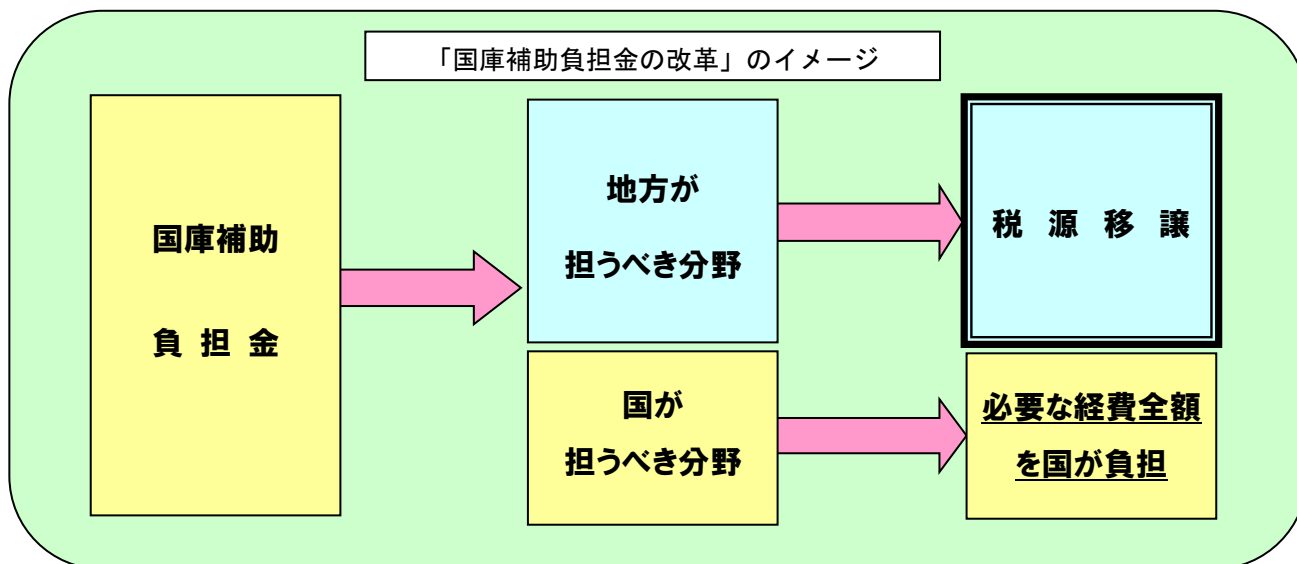 「国庫補助負担金の改革」のイメージ
国庫補助
負 担 金
地方が
担うべき分野
税 源 移 譲
国が
担うべき分野
必要な経費全額
を国が負担